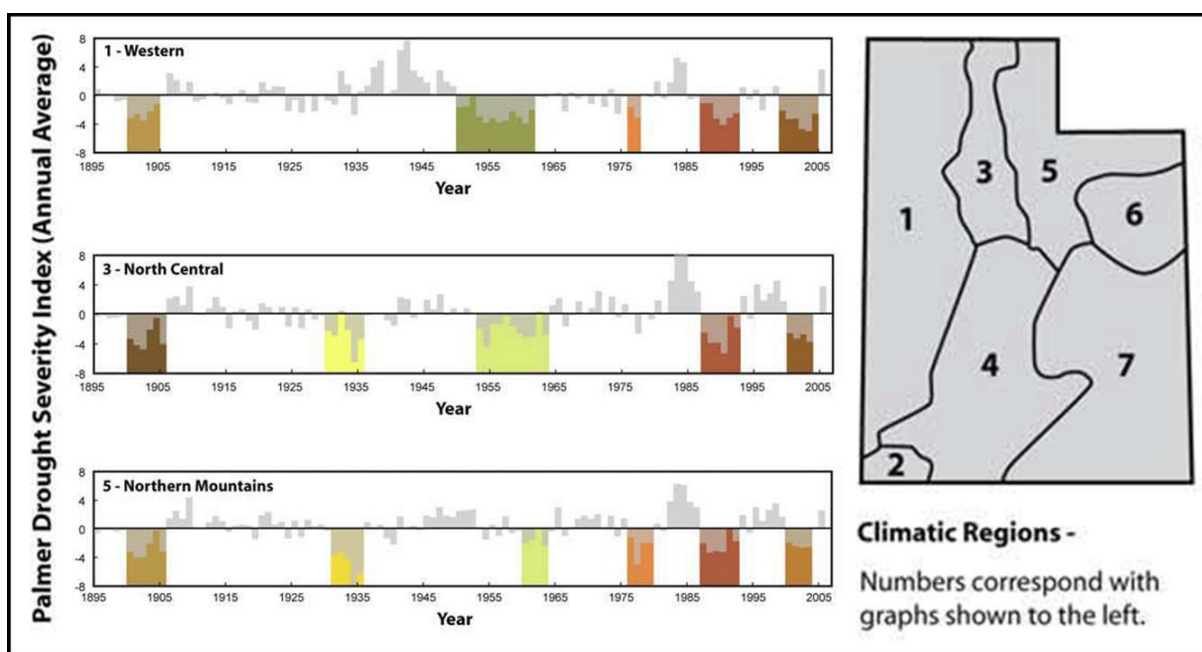 Palmer Drought Severity Index (Annual Average)
1 - Western
8
4
0
-4
-8
1895 1905 1915 1925 1935 1945 1955 1965 1975 1985 1995 2005
Year
3 - North Central
8
4
0
-4
-8
1895 1905 1915 1925 1935 1945 1955 1965 1975 1985 1995 2005
Year
5 - Northern Mountains
8
4
0
-4
-8
1895 1905 1915 1925 1935 1945 1955 1965 1975 1985 1995 2005
Year
3
5
6
1
4
7
2
Climatic Regions -
Numbers correspond with
graphs shown to the left.